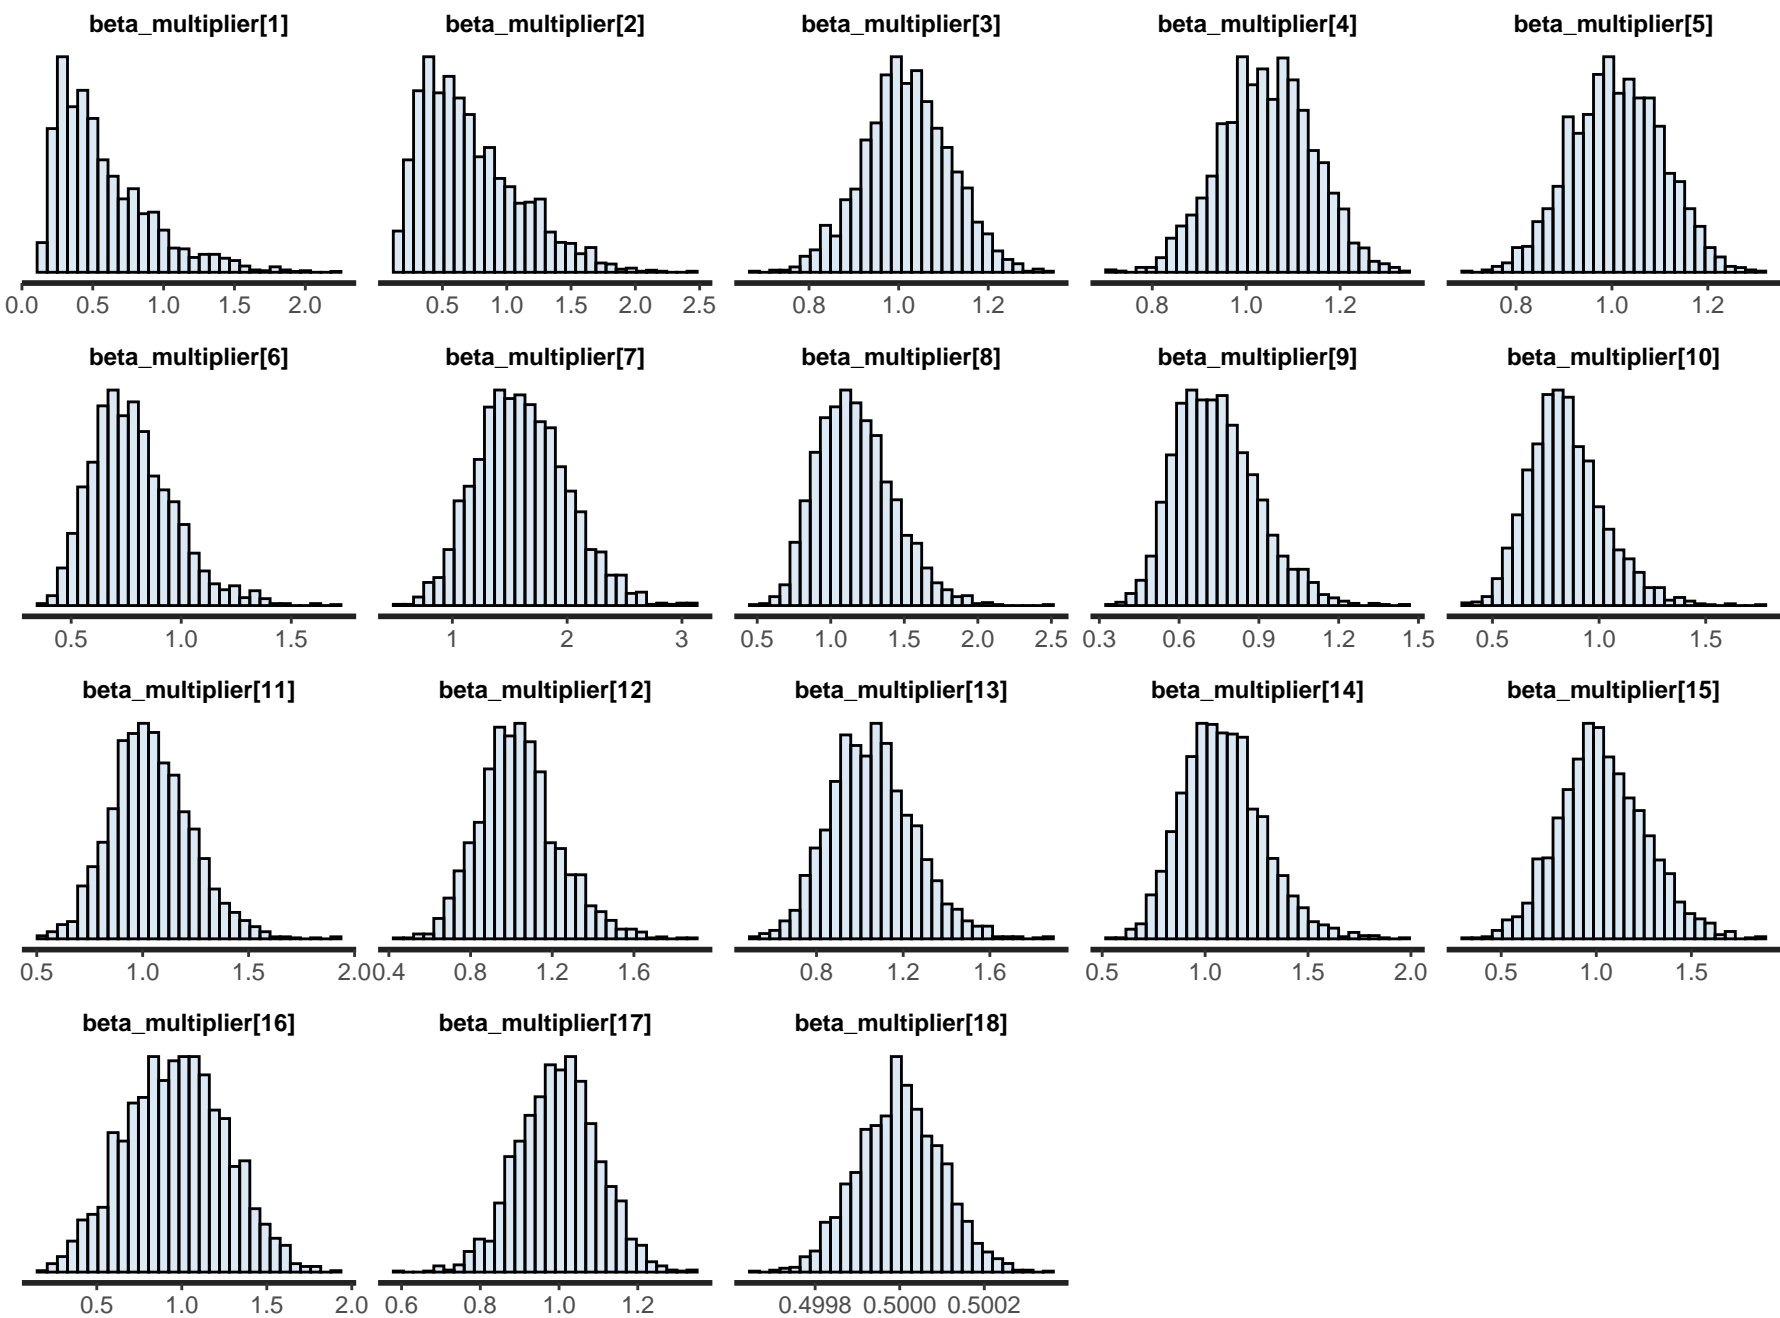 beta_multiplier[1] beta_multiplier[2] beta_multiplier[3] beta_multiplier[4] beta_multiplier[5]
0.0 0.5 1.0 1.5 2.0 0.5 1.0 1.5 2.0 2.5 0.8 1.0 1.2 0.8 1.0 1.2 0.8 1.0 1.2
beta_multiplier[6] beta_multiplier[7] beta_multiplier[8] beta_multiplier[9] beta_multiplier[10]
0.5 1.0 1.5 1 2 3 0.5 1.0 1.5 2.0 2.5 0.3 0.6 0.9 1.2 1.5 0.5 1.0 1.5
beta_multiplier[11] beta_multiplier[12] beta_multiplier[13] beta_multiplier[14] beta_multiplier[15]
0.5 1.0 1.5 2.0 0.4 0.8 1.2 1.6 0.8 1.2 1.6 0.5 1.0 1.5 2.0 0.5 1.0 1.5
beta_multiplier[16] beta_multiplier[17] beta_multiplier[18]
0.5 1.0 1.5 2.0 0.6 0.8 1.0 1.2 0.4998 0.5000 0.5002